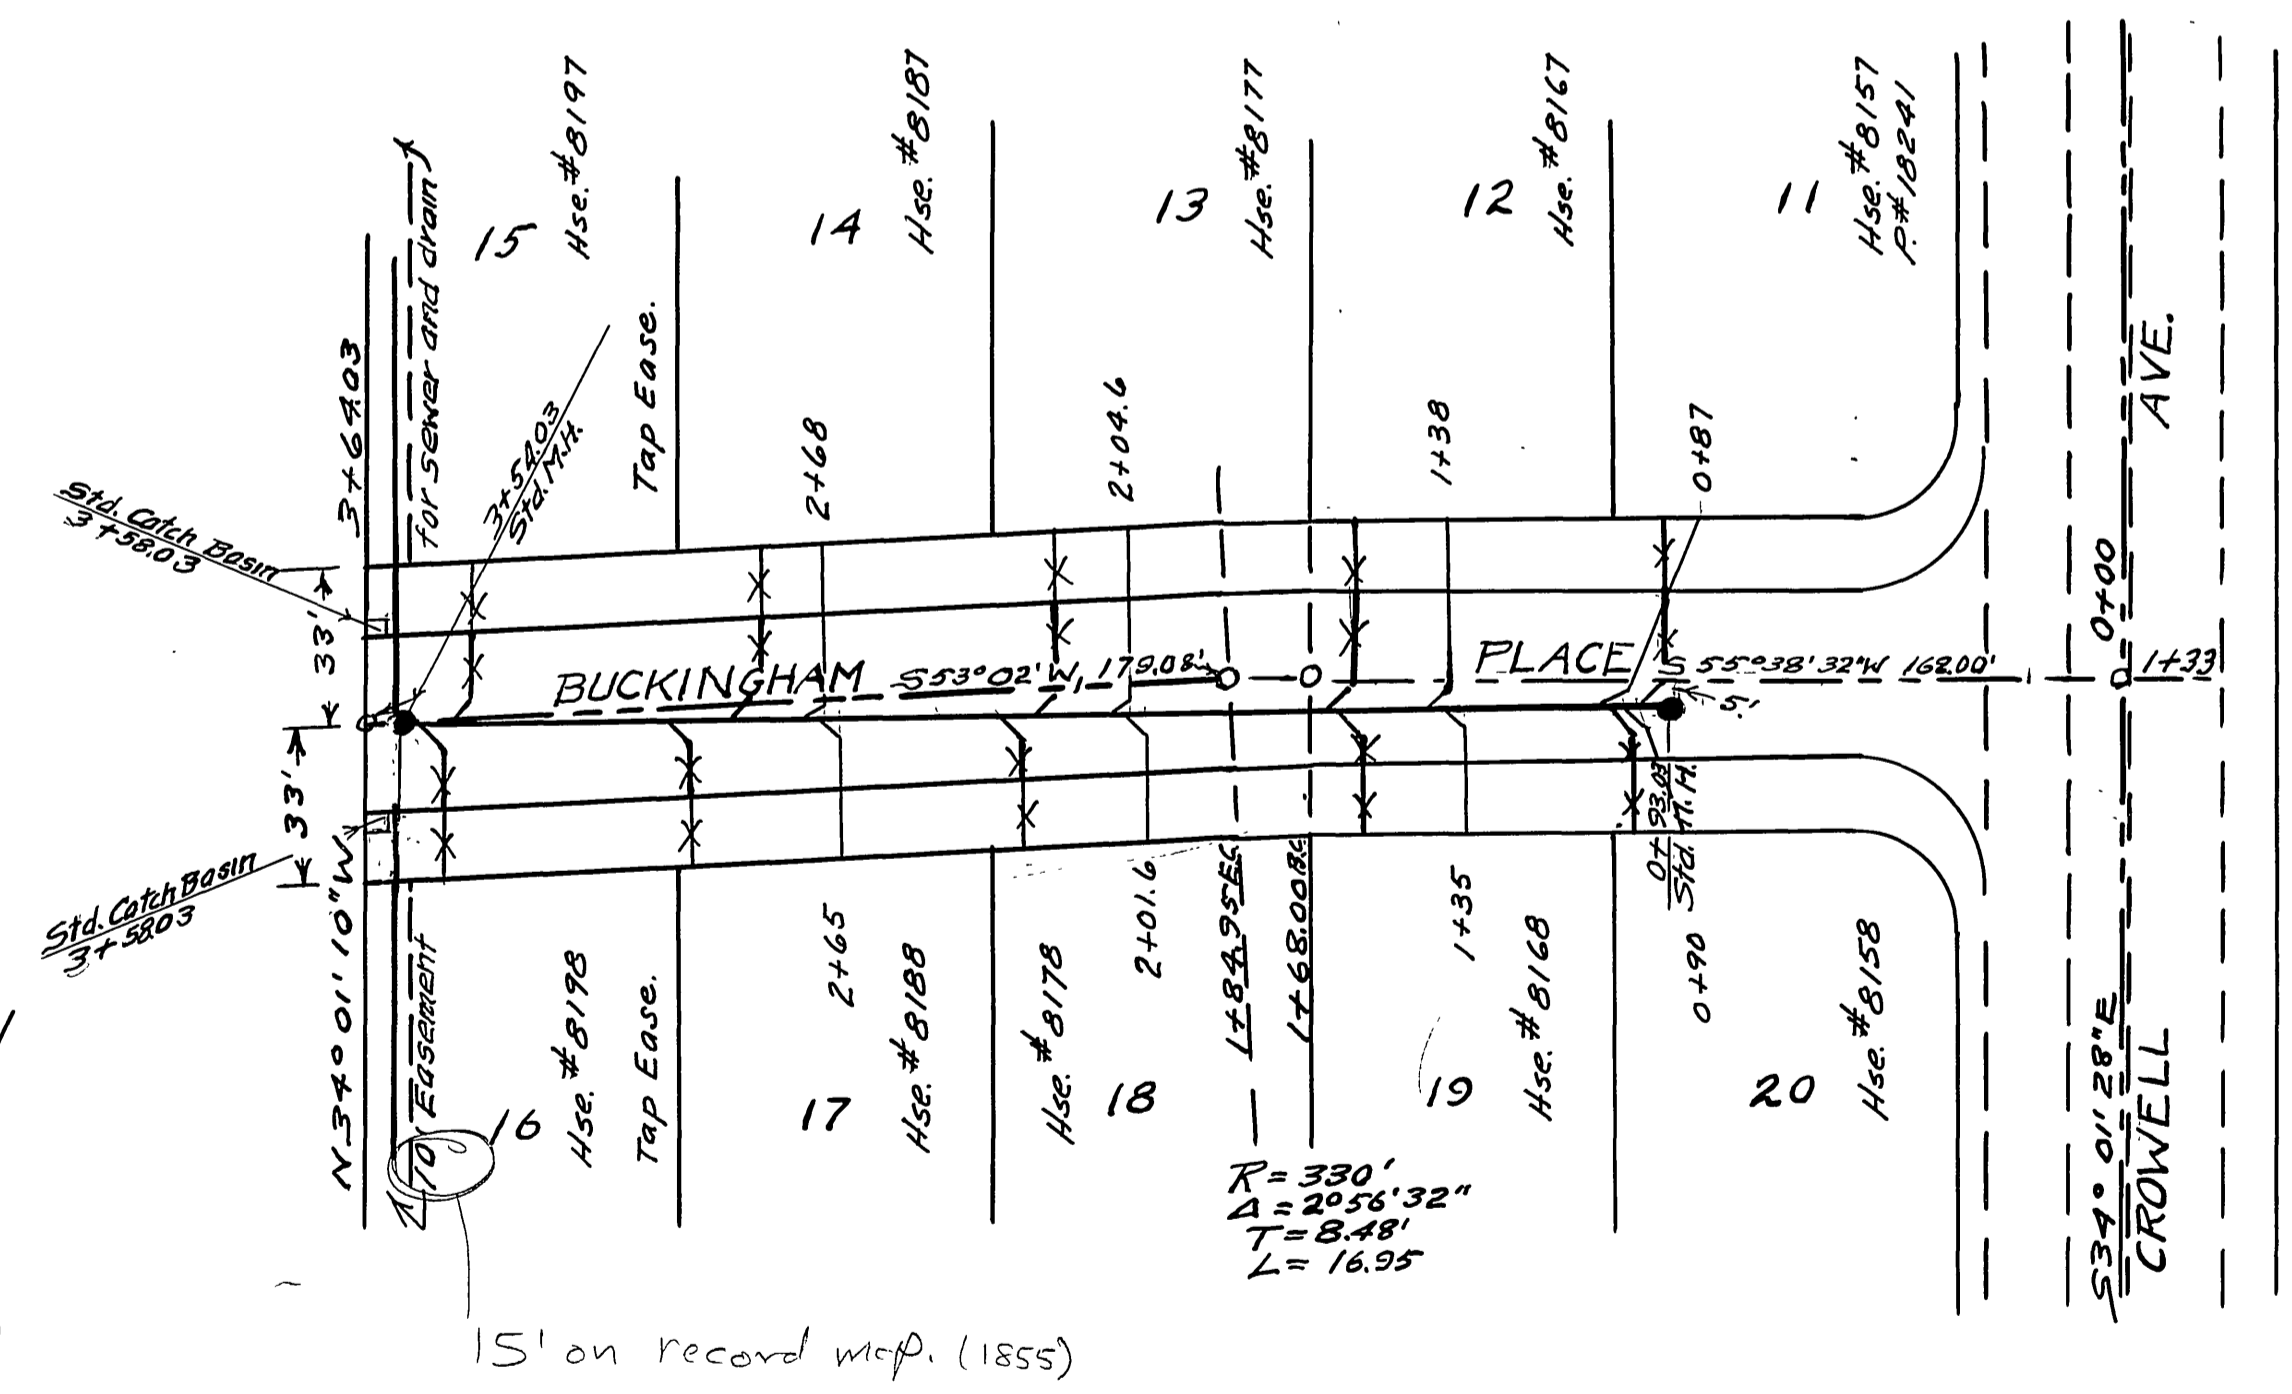 Hse.#8197
Hse.#8187
Hse.#8177
Hse.#8167
Hse.#8157
P.#18241
15
14
13
12
11
3+64.03
for sewer and drain
3+54.03
Std. M.H.
Tap Ease.
2+68
2+04.6
1+38
0+87
AVE.
Std. Catch Basin
3+58.03
33'
33'
0+00
BUCKINGHAM
S53°02'W, 179.08'
PLACE
S 55°38'32"W 162.00'
1+33
5'
Std. Catch Basin
3+58.03
N34°01'10"W
10' Easement
16
Hse.#8198
Tap Ease.
2+65
17
Hse.#8188
Hse.#8178
2+01.6
18
1+84.95 E.C.
1+68.00 B.C.
1+35
19
Hse.#8168
0+93.03
Std. M.H.
0+90
20
Hse.#8158
S34°01'28"E
CROWELL
R=330'
Δ=2°56'32"
T=8.48'
L=16.95
15' on record map. (1855)